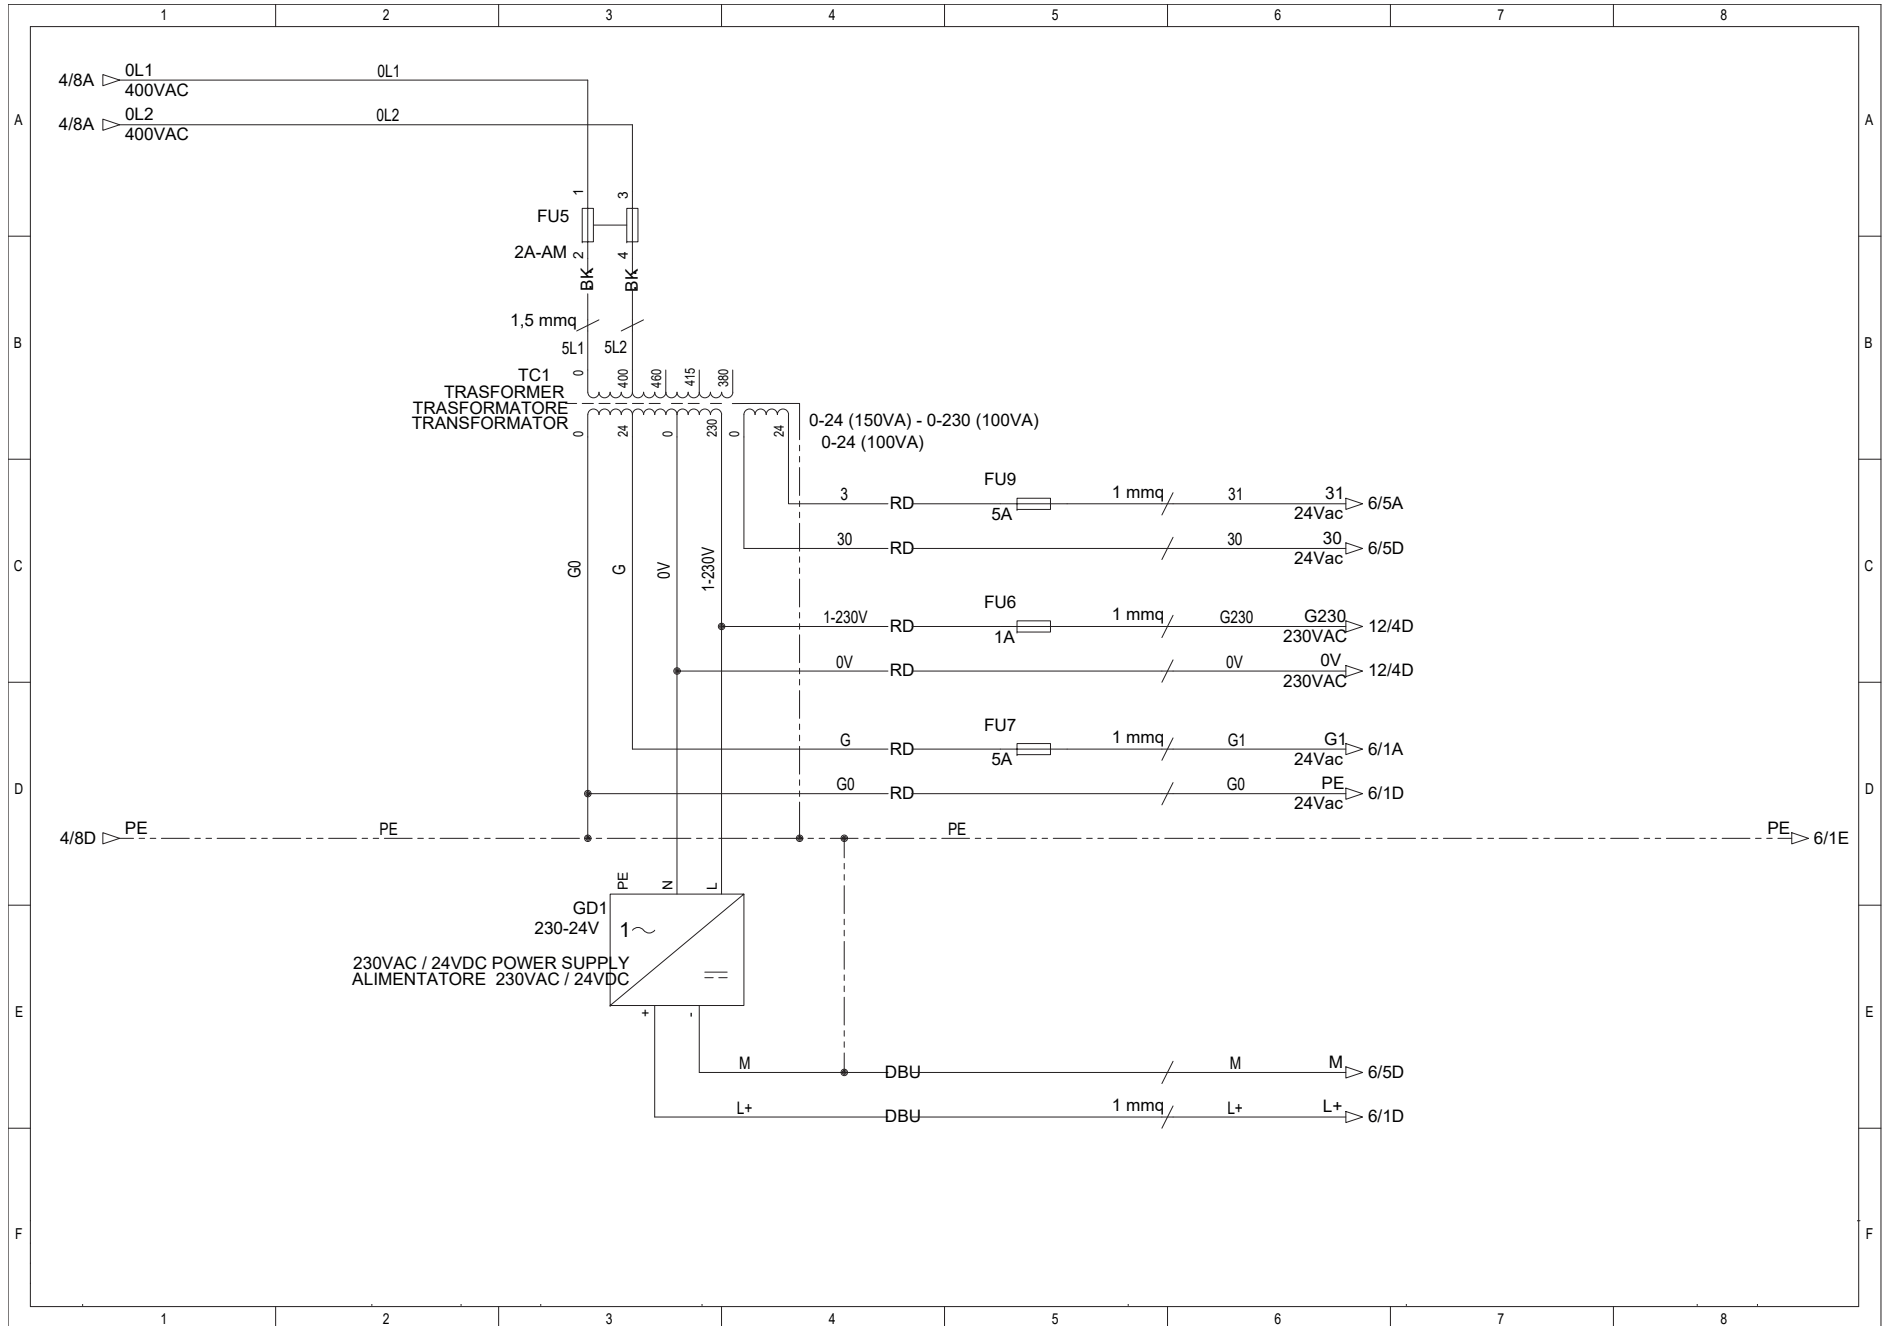 1 2 3 4 5 6 7 8
0L1
4/8A 0L1
400VAC
0L2
4/8A 0L2
400VAC
A A
1 3
FU5
2A-AM 2 4
BK BK
1,5 mmq
5L1 5L2
B B
TC1 0 400 460 415 380
TRASFORMER
TRASFORMATORE
TRANSFORMATOR 0 24 0 230 0 24
0-24 (150VA) - 0-230 (100VA)
0-24 (100VA)
FU9
3 RD 5A 1 mmq 31 31 6/5A
24Vac
30 RD 30 30 6/5D
24Vac
C G0 G 0V 1-230V C
FU6
1-230V RD 1A 1 mmq G230 G230 12/4D
230VAC
0V RD 0V 0V 12/4D
230VAC
FU7
G RD 5A 1 mmq G1 G1 6/1A
24Vac
D G0 RD G0 PE 6/1D D
24Vac
4/8D PE PE PE PE 6/1E
PE N L
GD1
230-24V 1
230VAC / 24VDC POWER SUPPLY
ALIMENTATORE 230VAC / 24VDC
E E
+ -
M DBU M M 6/5D
L+ DBU 1 mmq L+ L+ 6/1D
F F
1 2 3 4 5 6 7 8